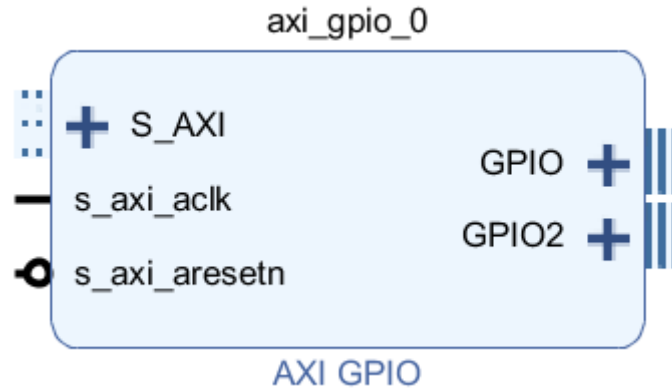 axi_gpio_0
S_AXI
s_axi_aclk
s_axi_aresetn
GPIO
GPIO2
AXI GPIO